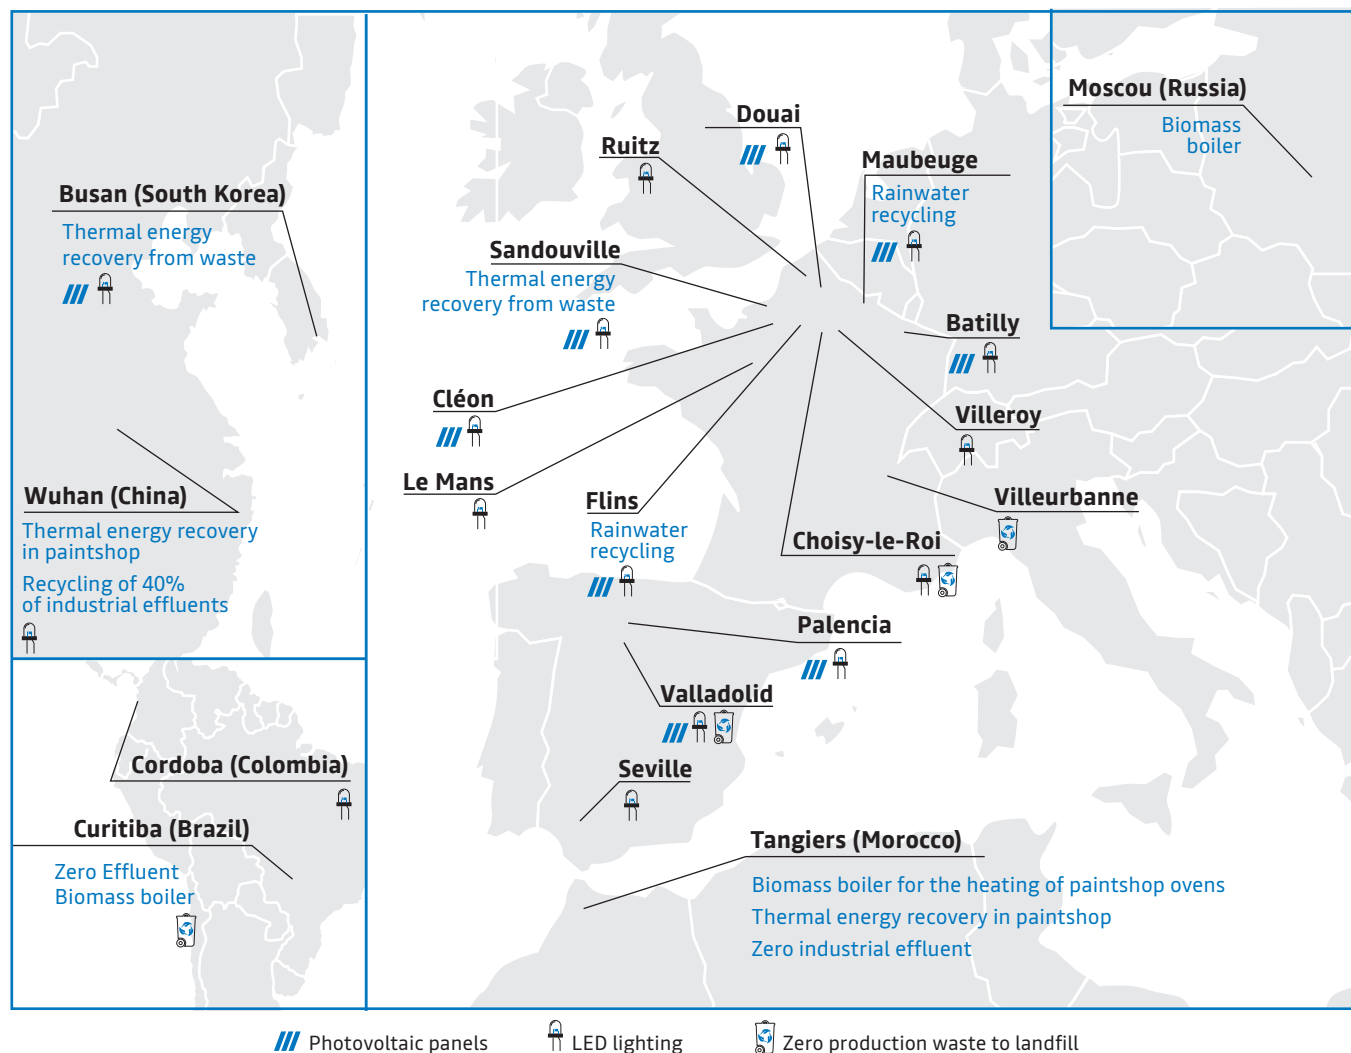 Busan (South Korea)
Thermal energy
recovery from waste
Wuhan (China)
Thermal energy recovery
in paintshop
Recycling of 40%
of industrial effluents
Cordoba (Colombia)
Curitiba (Brazil)
Zero Effluent
Biomass boiler
Douai
Ruitz
Maubeuge
Rainwater
recycling
Sandouville
Thermal energy
recovery from waste
Batilly
Cléon
Villeroy
Le Mans
Flins
Rainwater
recycling
Villeurbanne
Choisy-le-Roi
Palencia
Valladolid
Seville
Tangiers (Morocco)
Biomass boiler for the heating of paintshop ovens
Thermal energy recovery in paintshop
Zero industrial effluent
Moscou (Russia)
Biomass
boiler
Photovoltaic panels
LED lighting
Zero production waste to landfill